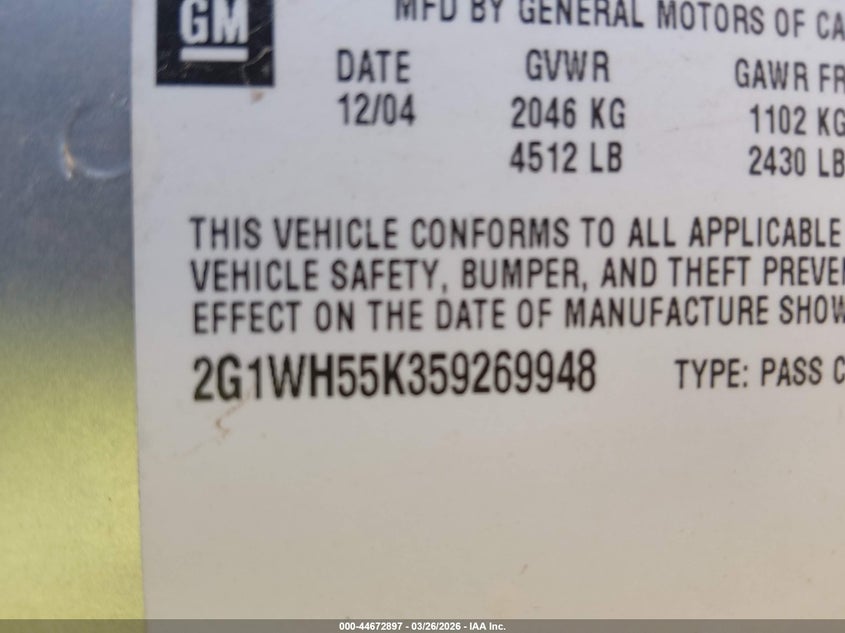 GM
MFD BY GENERAL MOTORS OF CA
DATE GVWR GAWR FR
12/04 2046 KG 1102 KG
4512 LB 2430 LB
THIS VEHICLE CONFORMS TO ALL APPLICABLE
VEHICLE SAFETY, BUMPER, AND THEFT PREVE
EFFECT ON THE DATE OF MANUFACTURE SHOW
2G1WH55K359269948 TYPE: PASS C
000-44672897 - 03/26/2026 - IAA Inc.